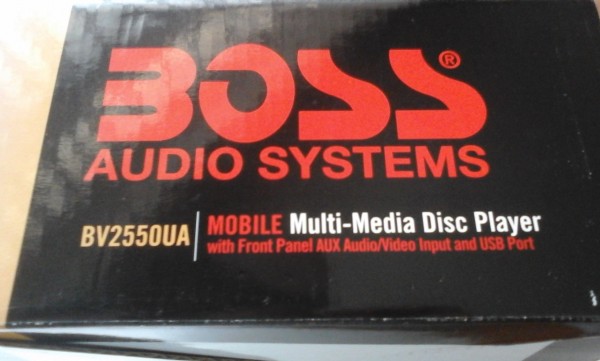 BOSS®
AUDIO SYSTEMS
BV2550UA | MOBILE Multi-Media Disc Player
with Front Panel AUX Audio/Video Input and USB Port